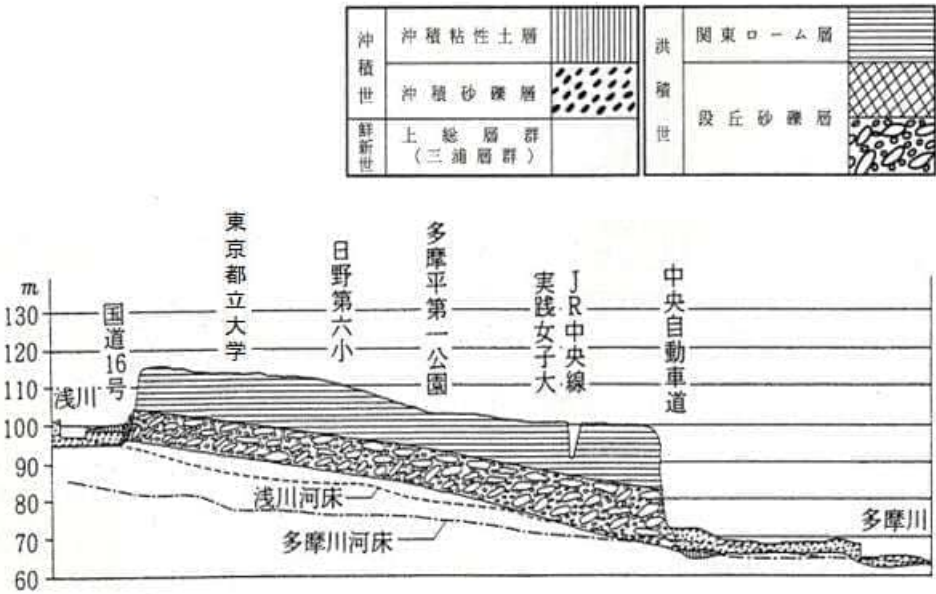 沖積世
沖積粘性土層
沖積砂礫層
鮮新世
上総層群
(三浦層群)
洪積世
関東ローム層
段丘砂礫層
m
130
120
110
100
90
80
70
60
浅川
国道16号
東京都立大学
日野第六小
多摩平第一公園
実践女子大
JR中央線
中央自動車道
浅川河床
多摩川河床
多摩川